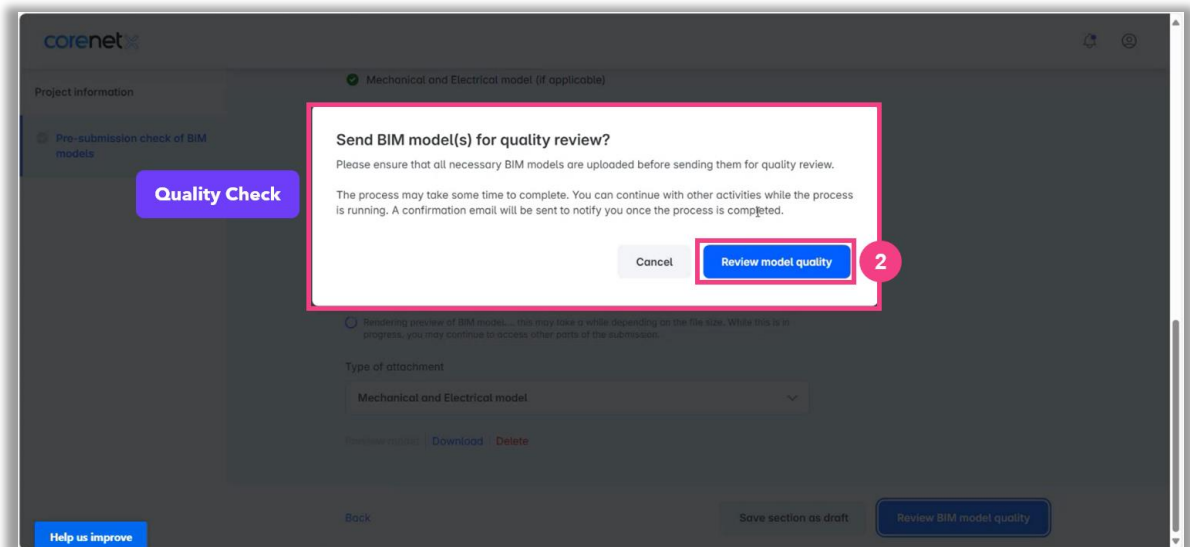 corenet
Project information
Mechanical and Electrical model (if applicable)
Pre-submission check of BIM
models
Quality Check
Send BIM model(s) for quality review?
Please ensure that all necessary BIM models are uploaded before sending them for quality review.
The process may take some time to complete. You can continue with other activities while the process
is running. A confirmation email will be sent to notify you once the process is completed.
Cancel
Review model quality
2
Rendering preview of BIM model... this may take a while depending on the file size. While this is in
progress, you may continue to access other parts of the submission.
Type of attachment
Mechanical and Electrical model
Download
Delete
Back
Save section as draft
Review BIM model quality
Help us improve